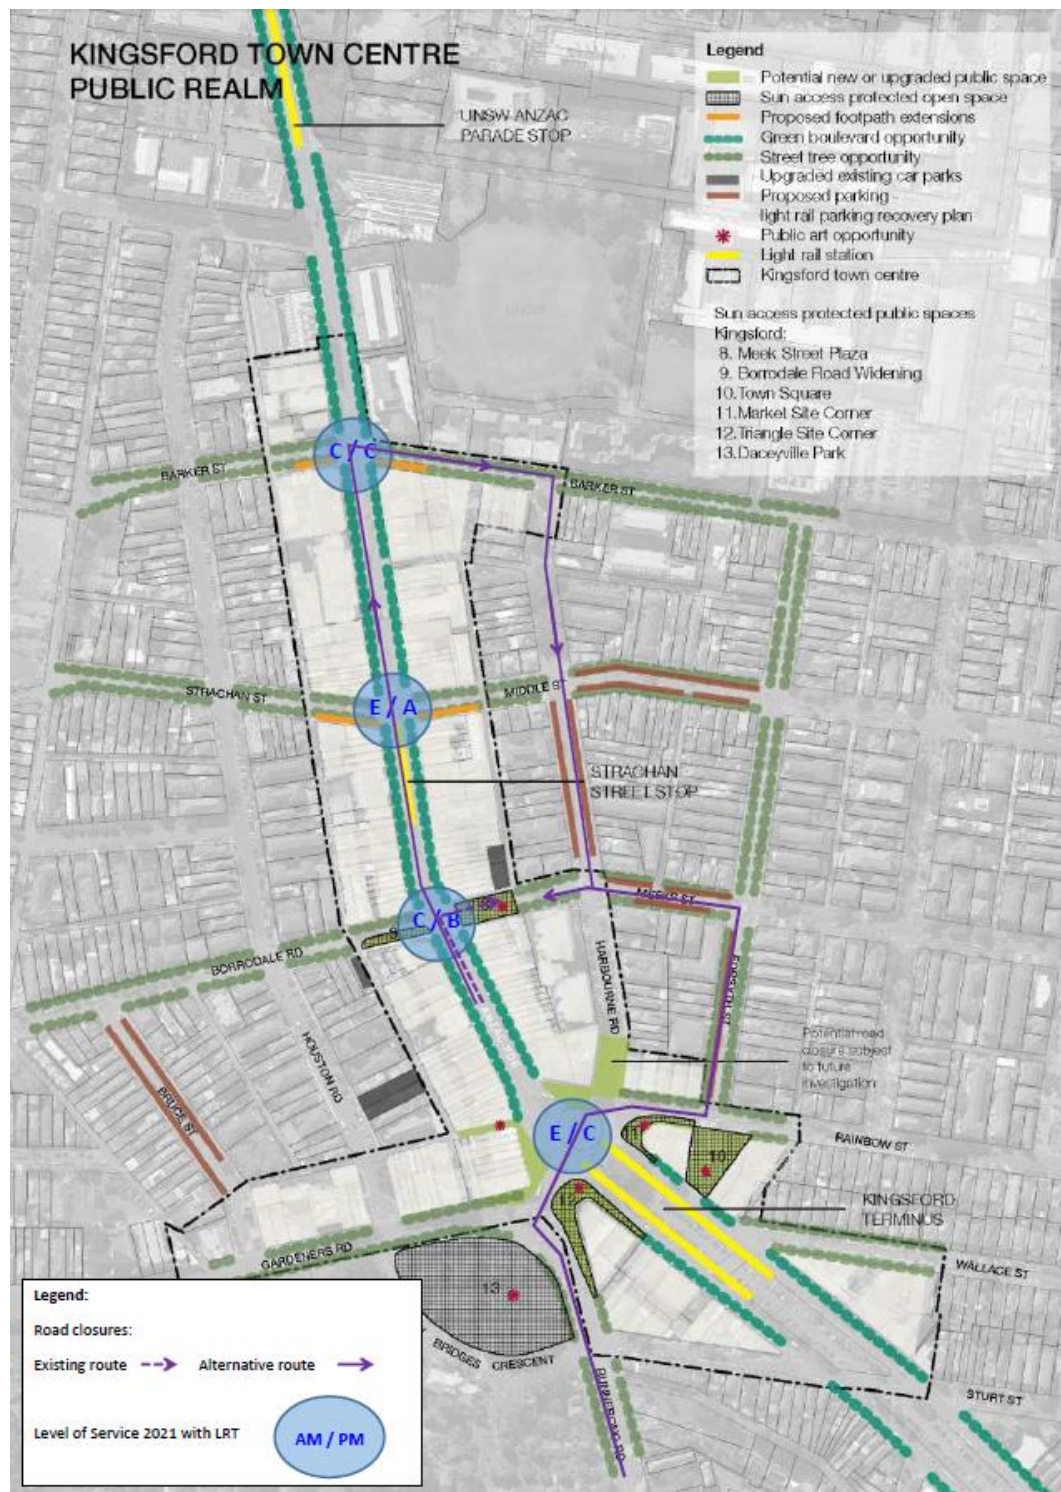 KINGSFORD TOWN CENTRE
PUBLIC REALM
UNSW ANZAC
PARADE STOP
Legend
Potential new or upgraded public space
Sun access protected open space
Proposed footpath extensions
Green boulevard opportunity
Street tree opportunity
Upgraded existing car parks
Proposed parking -
light rail parking recovery plan
Public art opportunity
Light rail station
Kingsford town centre
Sun access protected public spaces
Kingsford:
8. Meek Street Plaza
9. Borrodale Road Widening
10. Town Square
11. Market Site Corner
12. Triangle Site Corner
13. Daceyville Park
C / C
BARKER ST
BARKER ST
STRACHAN ST
E / A
MIDDLE ST
STRACHAN
STREET STOP
C / B
9
MEEKS ST
BORRODALE RD
HARBOURNE RD
FORSYTH ST
HOUSTON RD
BRUCE ST
Potential road
closure subject
to future
investigation
E / C
10
RAINBOW ST
12
KINGSFORD
TERMINUS
GARDENERS RD
WALLACE ST
13
BRIDGES CRESCENT
BUNNERONG RD
STURT ST
Legend:
Road closures:
Existing route
Alternative route
Level of Service 2021 with LRT
AM / PM